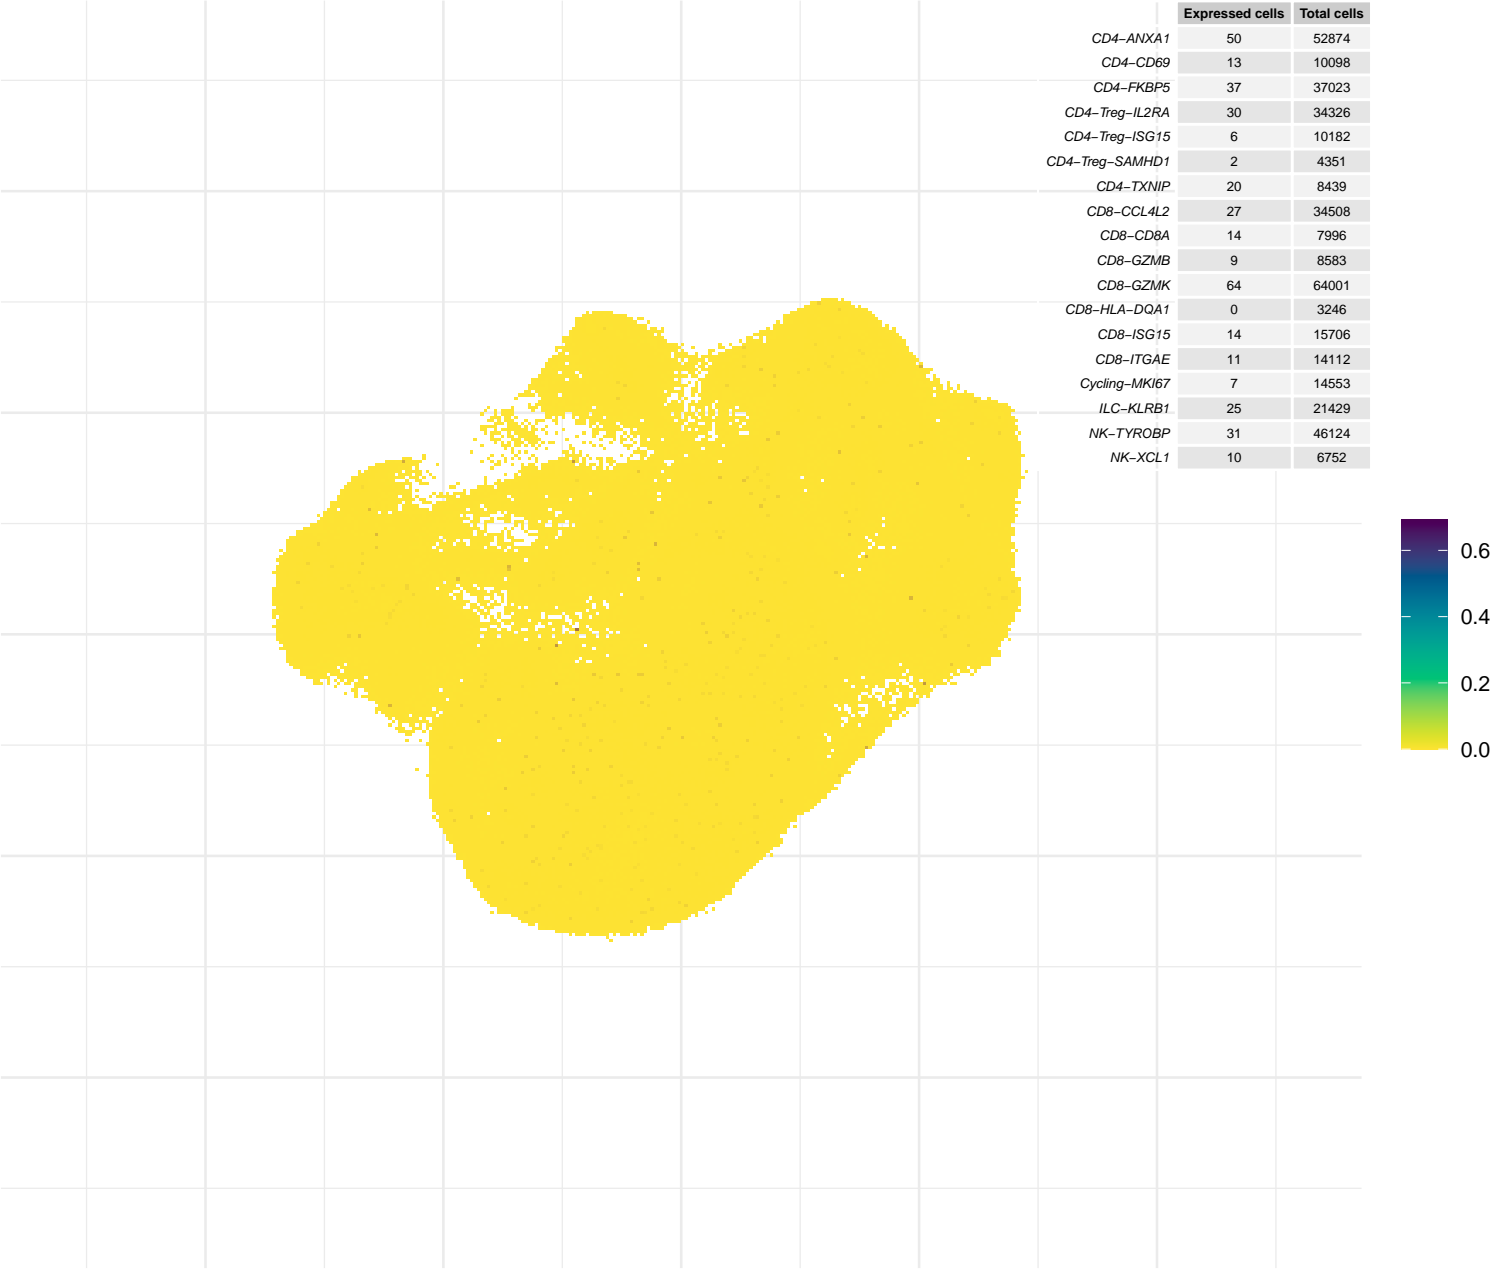 Expressed cells Total cells
CD4−ANXA1 50 52874
CD4−CD69 13 10098
CD4−FKBP5 37 37023
CD4−Treg−IL2RA 30 34326
CD4−Treg−ISG15 6 10182
CD4−Treg−SAMHD1 2 4351
CD4−TXNIP 20 8439
CD8−CCL4L2 27 34508
CD8−CD8A 14 7996
CD8−GZMB 9 8583
CD8−GZMK 64 64001
CD8−HLA−DQA1 0 3246
CD8−ISG15 14 15706
CD8−ITGAE 11 14112
Cycling−MKI67 7 14553
ILC−KLRB1 25 21429
NK−TYROBP 31 46124
NK−XCL1 10 6752
0.6
0.4
0.2
0.0